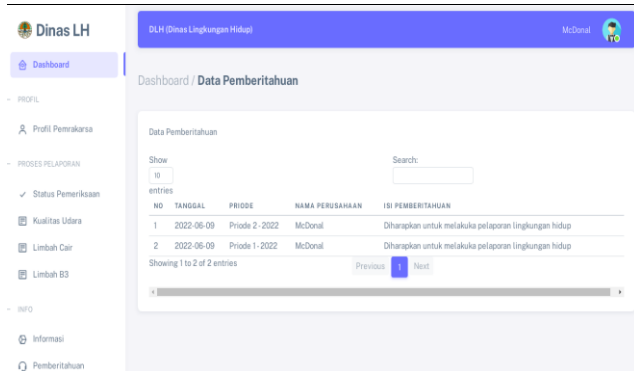 Dinas LH
Dashboard
PROFIL
Profil Pemrakarsa
PROSES PELAPORAN
Status Pemeriksaan
Kualitas Udara
Limbah Cair
Limbah B3
INFO
Informasi
Pemberitahuan
DLH (Dinas Lingkungan Hidup)
McDonal
Dashboard / Data Pemberitahuan
Data Pemberitahuan
Show
10
entries
Search:
NO TANGGAL PRIODE NAMA PERUSAHAAN ISI PEMBERITAHUAN
1 2022-06-09 Priode 2 - 2022 McDonal Diharapkan untuk melakuka pelaporan lingkungan hidup
2 2022-06-09 Priode 1 - 2022 McDonal Diharapkan untuk melakuka pelaporan lingkungan hidup
Showing 1 to 2 of 2 entries
Previous 1 Next